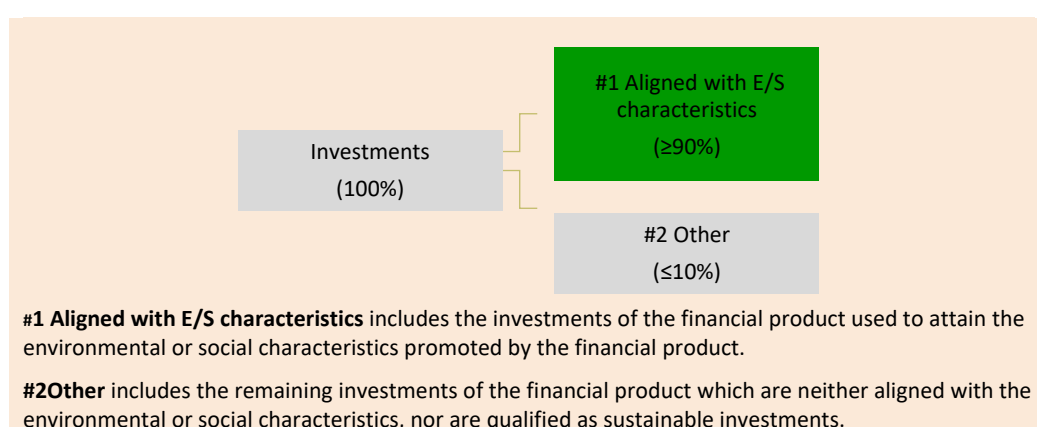 #1 Aligned with E/S
characteristics
(≥90%)
Investments
(100%)
#2 Other
(≤10%)
#1 Aligned with E/S characteristics includes the investments of the financial product used to attain the
environmental or social characteristics promoted by the financial product.
#2Other includes the remaining investments of the financial product which are neither aligned with the
environmental or social characteristics, nor are qualified as sustainable investments.